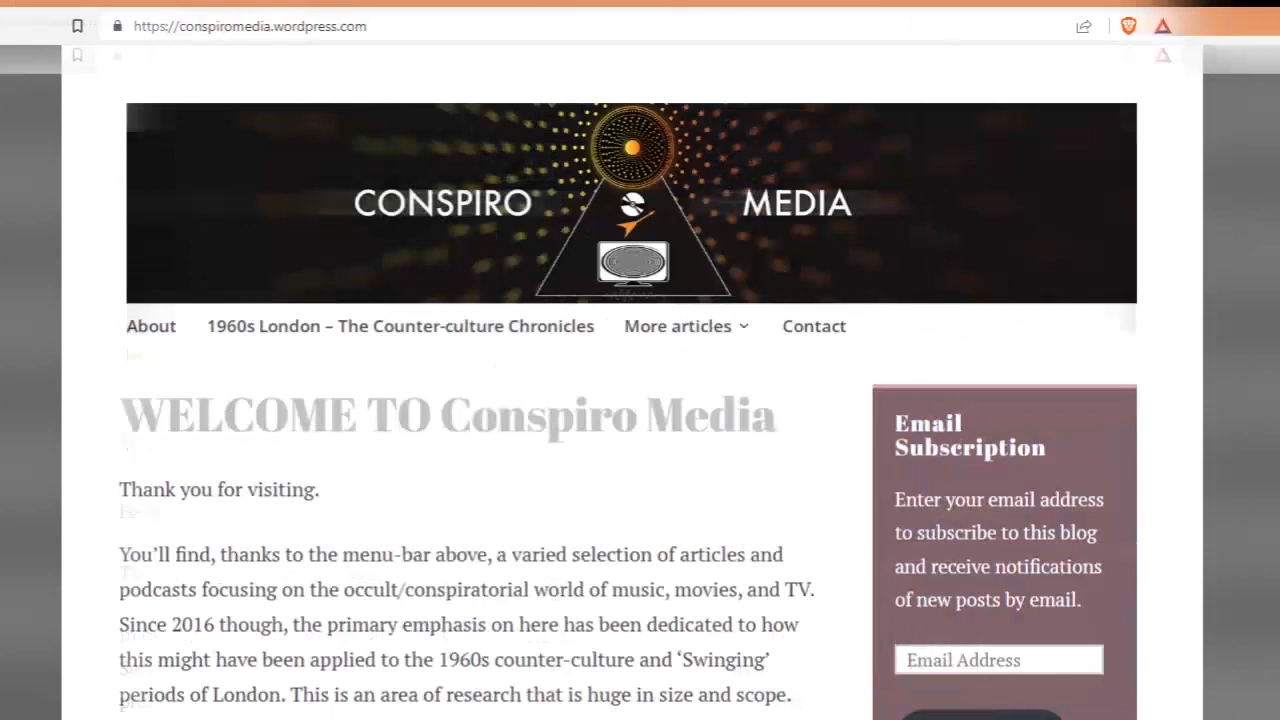 https://conspiromedia.wordpress.com
CONSPIRO MEDIA
About 1960s London – The Counter-culture Chronicles More articles Contact
WELCOME TO Conspiro Media
Thank you for visiting.
You’ll find, thanks to the menu-bar above, a varied selection of articles and
podcasts focusing on the occult/conspiratorial world of music, movies, and TV.
Since 2016 though, the primary emphasis on here has been dedicated to how
this might have been applied to the 1960s counter-culture and ‘Swinging’
periods of London. This is an area of research that is huge in size and scope.
Email
Subscription
Enter your email address
to subscribe to this blog
and receive notifications
of new posts by email.
Email Address